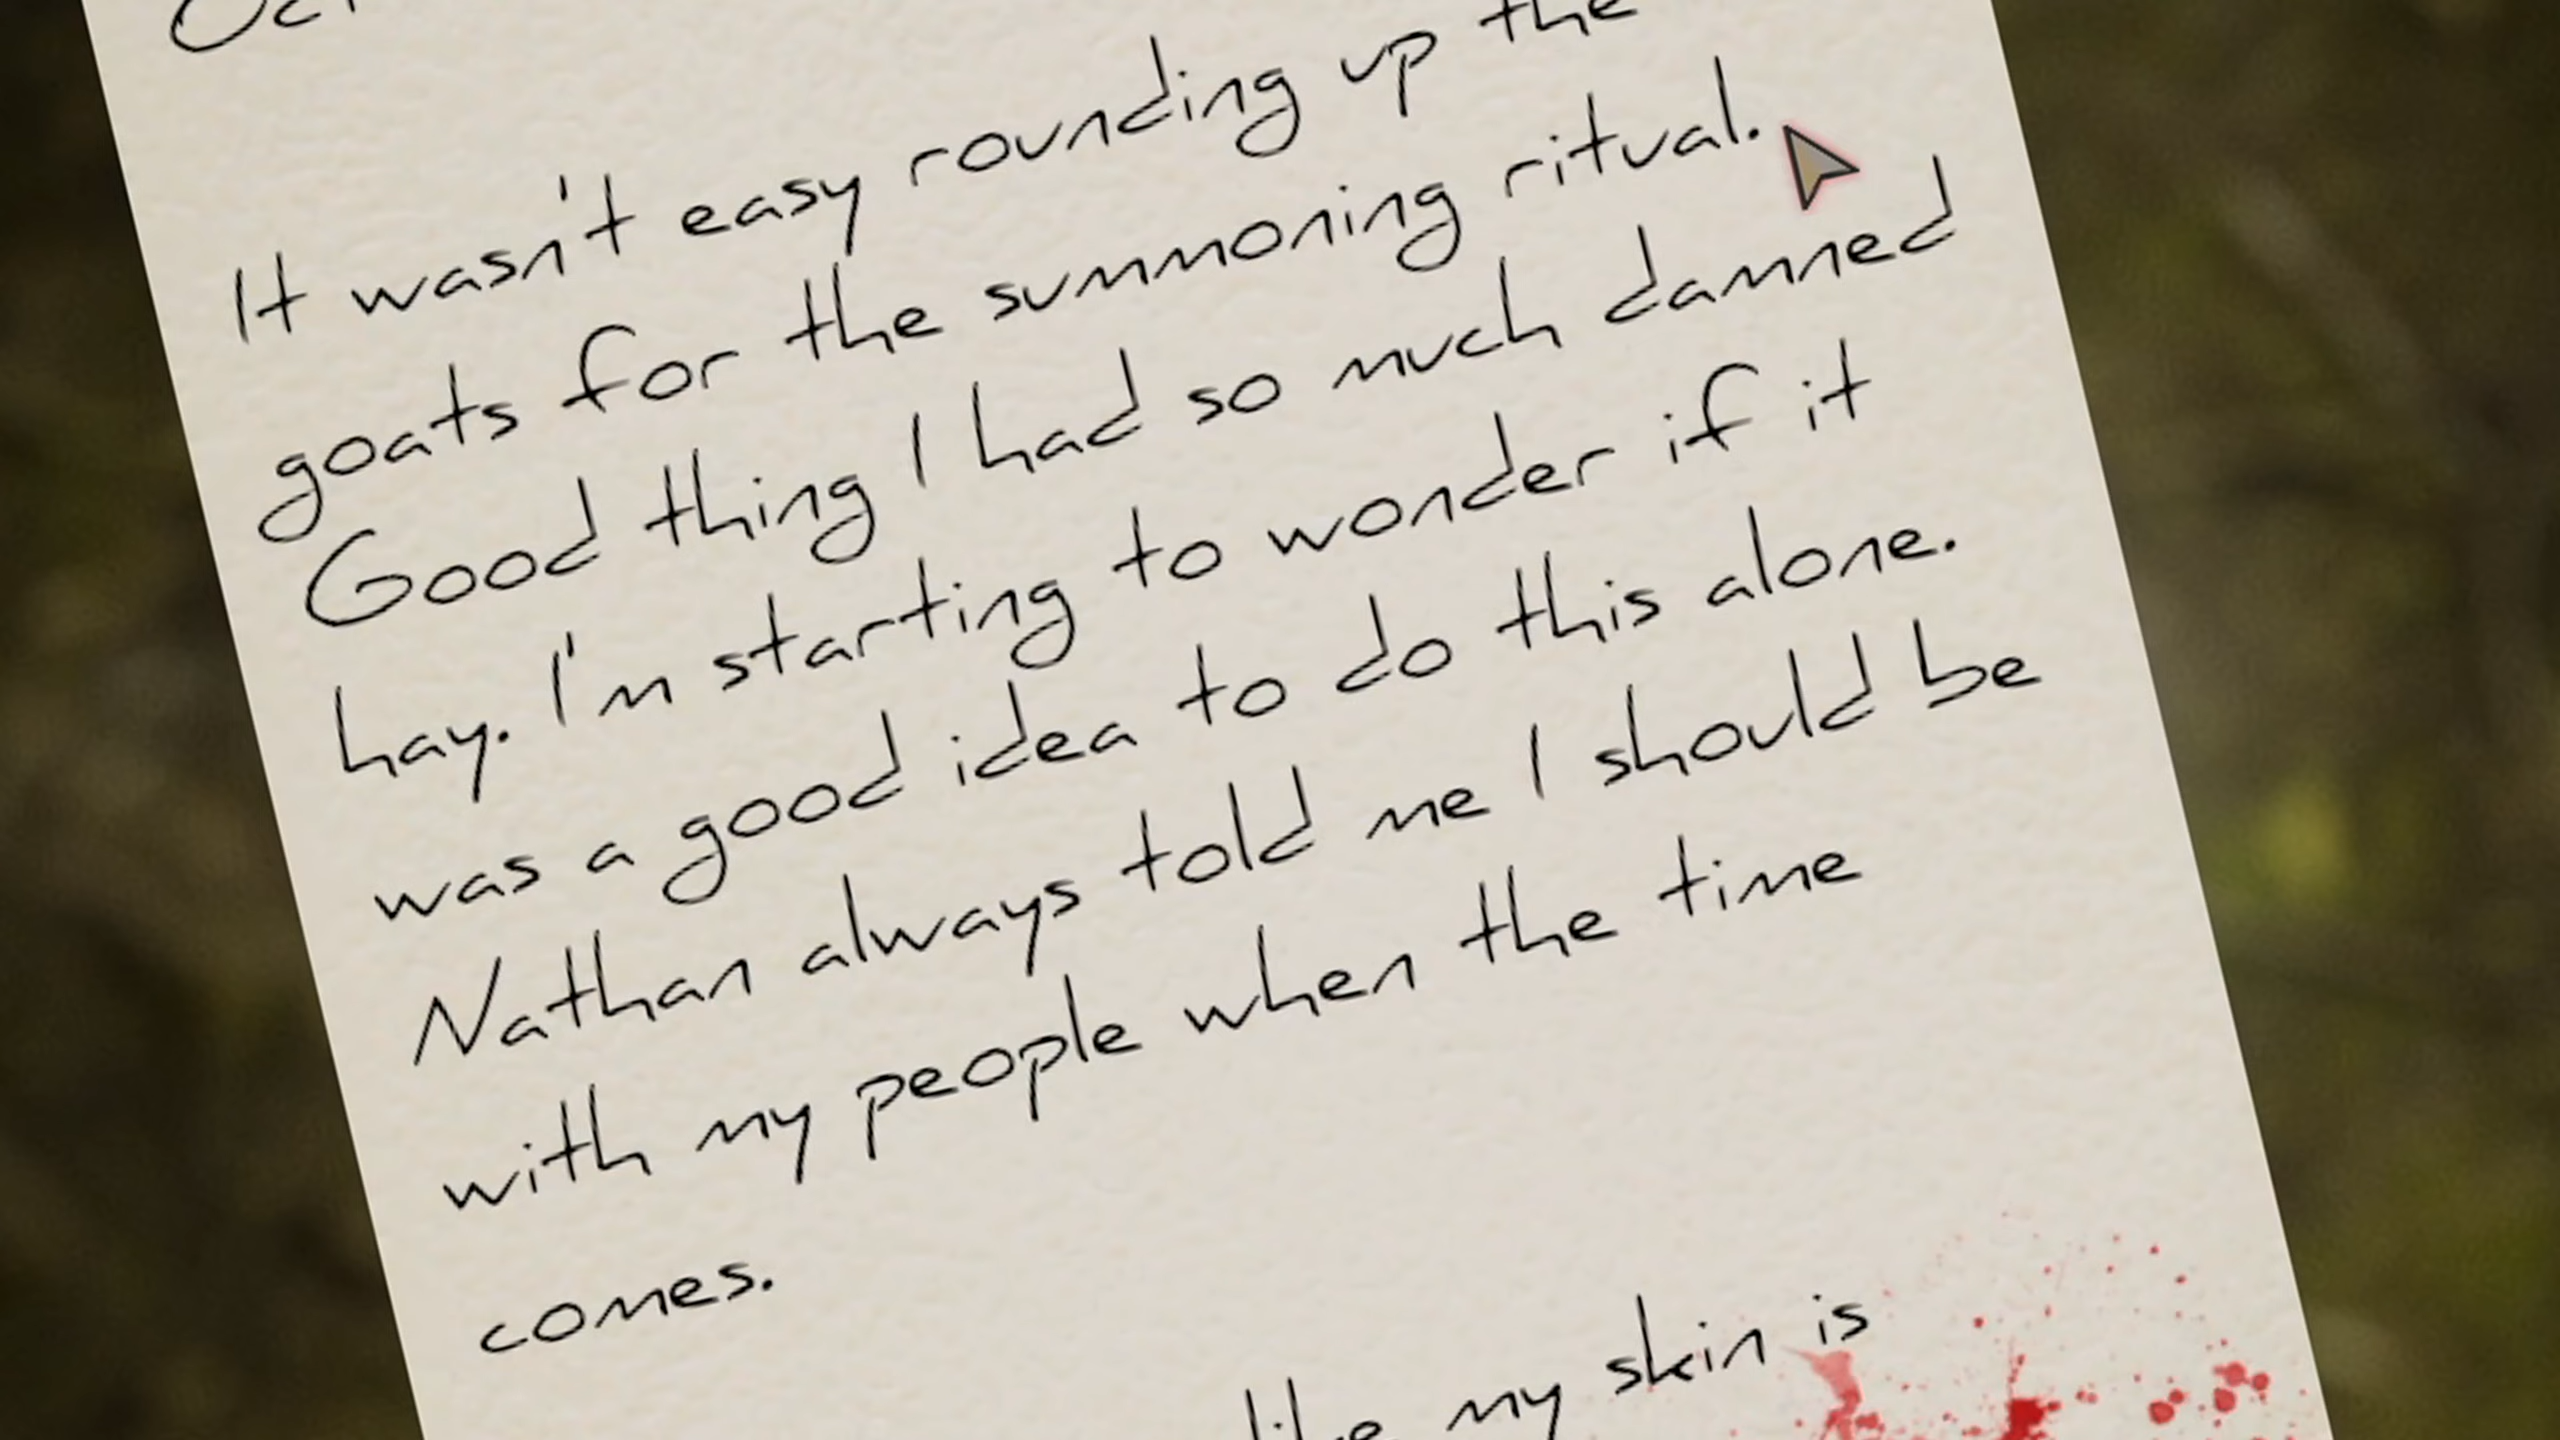 It wasn't easy rounding up the
goats for the summoning ritual.
Good thing I had so much damned
hay. I'm starting to wonder if it
was a good idea to do this alone.
Nathan always told me I should be
with my people when the time
comes.
like my skin is